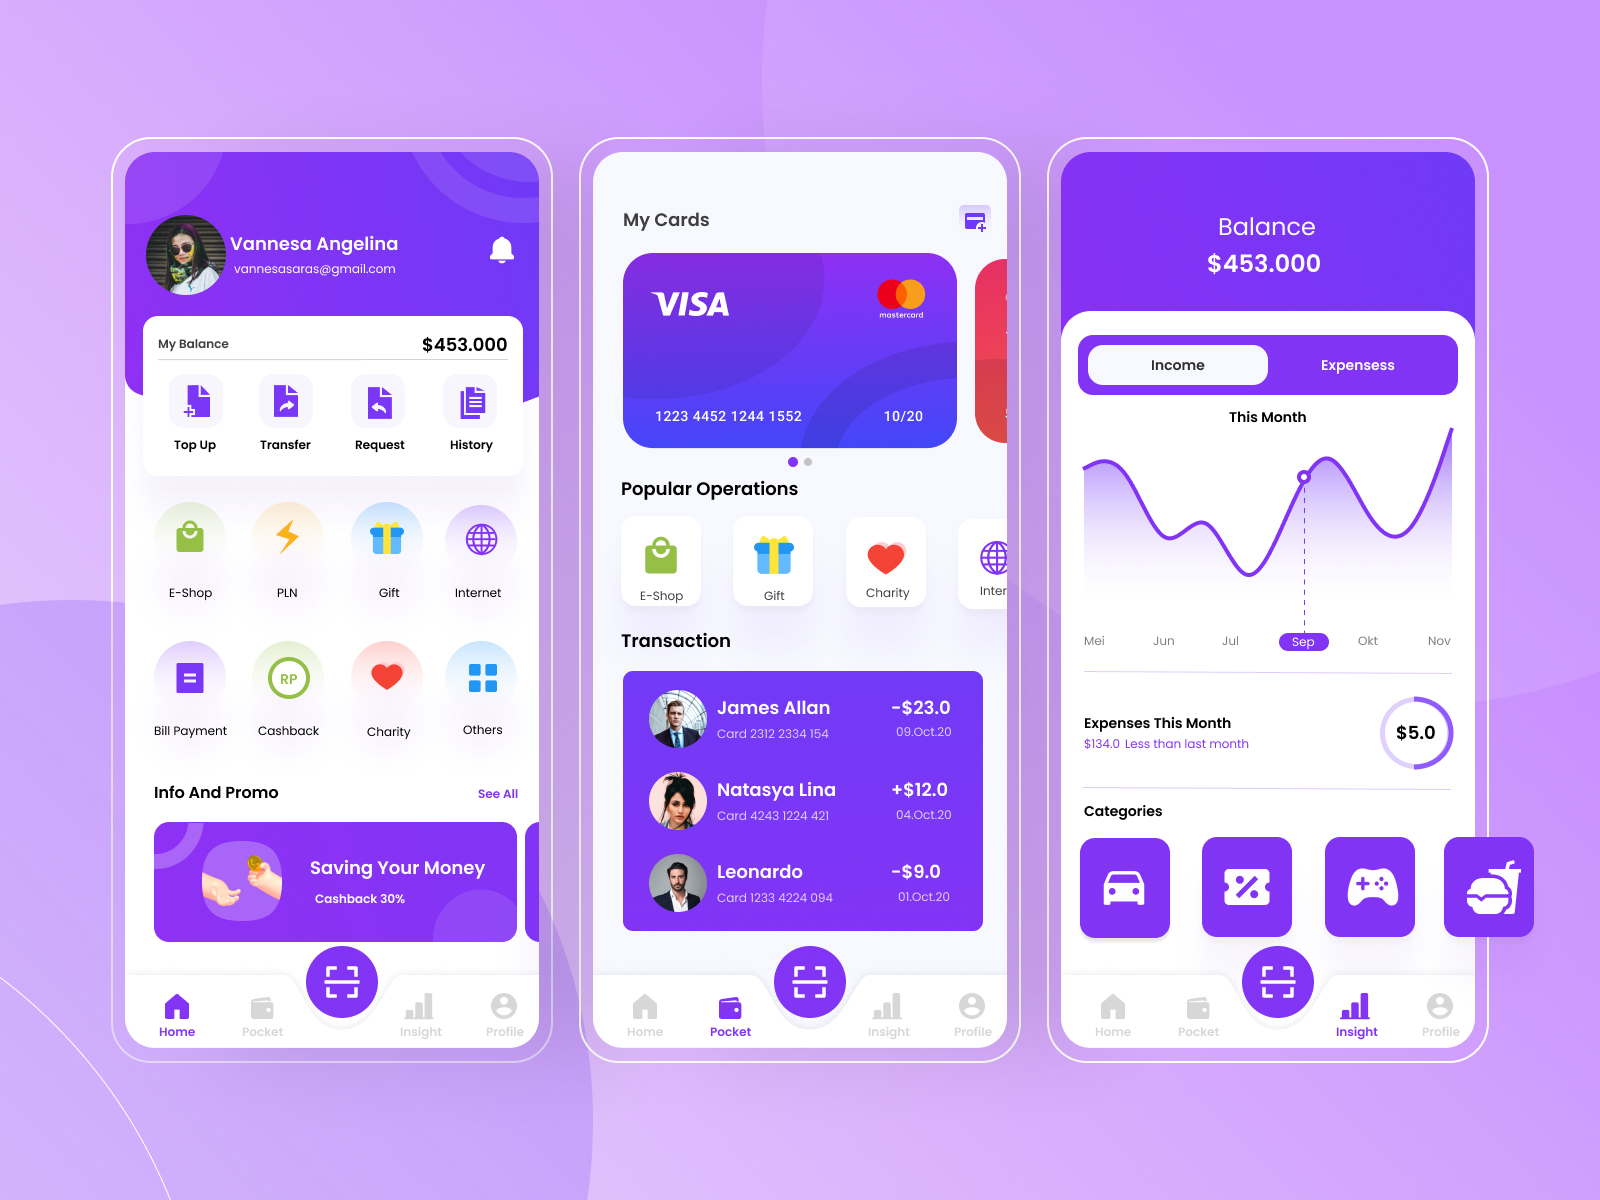 Vannesa Angelina
vannesasaras@gmail.com
My Balance
$453.000
Top Up
Transfer
Request
History
E-Shop
PLN
Gift
Internet
Bill Payment
RP
Cashback
Charity
Others
Info And Promo
See All
Saving Your Money
Cashback 30%
Home
Pocket
Insight
Profile
My Cards
VISA
mastercard
1223 4452 1244 1552
10/20
Popular Operations
E-Shop
Gift
Charity
Inter
Transaction
James Allan
-$23.0
Card 2312 2334 154
09.Oct.20
Natasya Lina
+$12.0
Card 4243 1224 421
04.Oct.20
Leonardo
-$9.0
Card 1233 4224 094
01.Oct.20
Home
Pocket
Insight
Profile
Balance
$453.000
Income
Expensess
This Month
Mei
Jun
Jul
Sep
Okt
Nov
Expenses This Month
$134.0 Less than last month
$5.0
Categories
Home
Pocket
Insight
Profile